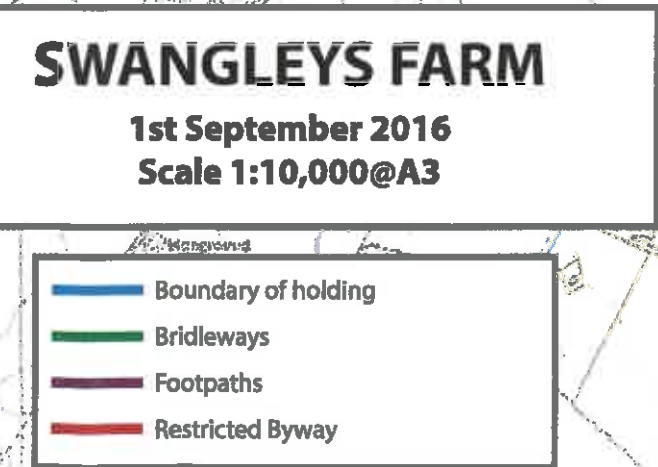 SWANGLEYS FARM
1st September 2016
Scale 1:10,000@A3
Boundary of holding
Bridleways
Footpaths
Restricted Byway